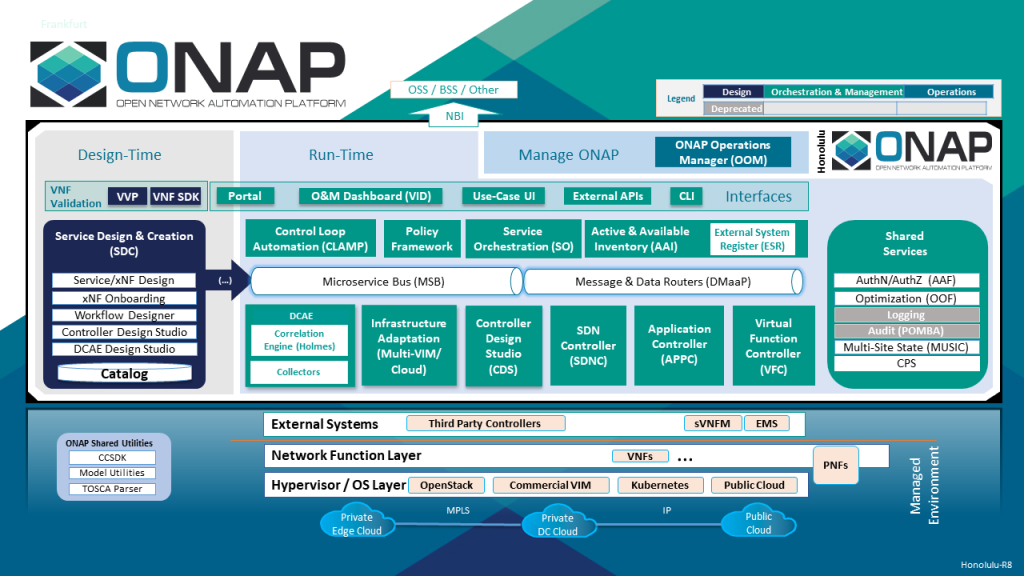 Frankfurt
ONAP
OPEN NETWORK AUTOMATION PLATFORM
OSS / BSS / Other
NBI
Legend
Design
Orchestration & Management
Operations
Deprecated
Design-Time
Run-Time
Manage ONAP
ONAP Operations
Manager (OOM)
Honolulu
ONAP
OPEN NETWORK AUTOMATION PLATFORM
VNF
Validation
VVP
VNF SDK
Portal
O&M Dashboard (VID)
Use-Case UI
External APIs
CLI
Interfaces
Service Design & Creation
(SDC)
Service/xNF Design
xNF Onboarding
Workflow Designer
Controller Design Studio
DCAE Design Studio
Catalog
(...)
Control Loop
Automation (CLAMP)
Policy
Framework
Service
Orchestration (SO)
Active & Available
Inventory (AAI)
External System
Register (ESR)
Microservice Bus (MSB)
Message & Data Routers (DMaaP)
DCAE
Correlation
Engine (Holmes)
Collectors
Infrastructure
Adaptation
(Multi-VIM/
Cloud)
Controller
Design
Studio
(CDS)
SDN
Controller
(SDNC)
Application
Controller
(APPC)
Virtual
Function
Controller
(VFC)
Shared
Services
AuthN/AuthZ (AAF)
Optimization (OOF)
Logging
Audit (POMBA)
Multi-Site State (MUSIC)
CPS
ONAP Shared Utilities
CCSDK
Model Utilities
TOSCA Parser
External Systems
Third Party Controllers
sVNFM
EMS
Network Function Layer
VNFs
...
PNFs
Hypervisor / OS Layer
OpenStack
Commercial VIM
Kubernetes
Public Cloud
Managed
Environment
Private
Edge Cloud
MPLS
Private
DC Cloud
IP
Public
Cloud
Honolulu-R8